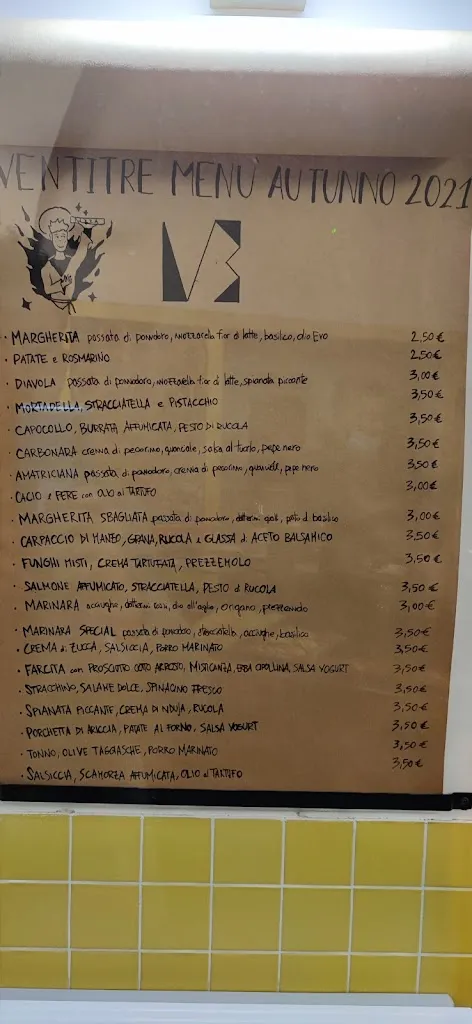 VENTITRE MENU AUTUNNO 2021
· MARGHERITA passata di pomodoro, mozzarella fior di latte, basilico, olio Evo 2,50€
· PATATE e ROSMARINO 2,50€
· DIAVOLA passata di pomodoro, mozzarella fior di latte, spianata piccante 3,00€
· MORTADELLA, STRACCIATELLA e PISTACCHIO 3,50€
· CAPOCOLLO, BURRATA AFFUMICATA, PESTO DI RUCOLA 3,50€
· CARBONARA crema di pecorino, guanciale, salsa al tuorlo, pepe nero 3,50€
· AMATRICIANA passata di pomodoro, crema di pecorino, guanciale, pepe nero 3,50€
· CACIO e PEPE con OLIO al TARTUFO 3,00€
· MARGHERITA SBAGLIATA passata di pomodoro, datterini gialli, pesto di basilico 3,00€
· CARPACCIO DI MANZO, GRANA, RUCOLA e GLASSA di ACETO BALSAMICO 3,50€
· FUNGHI MISTI, CREMA TARTUFATA, PREZZEMOLO 3,50€
· SALMONE AFFUMICATO, STRACCIATELLA, PESTO di RUCOLA 3,50€
· MARINARA acciughe, datterini rossi, olio all'aglio, origano, prezzemolo 3,00€
· MARINARA SPECIAL passata di pomodoro, stracciatella, acciughe, basilico 3,50€
· CREMA di ZUCCA, SALSICCIA, PORRO MARINATO 3,50€
· FARCITA con PROSCIUTTO COTTO ARROSTO, MISTICANZA, ERBA CIPOLLINA, SALSA YOGURT 3,50€
· STRACCHINO, SALAME DOLCE, SPINACINO FRESCO 3,50€
· SPIANATA PICCANTE, CREMA DI NDUJA, RUCOLA 3,50€
· PORCHETTA DI ARICCIA, PATATE AL FORNO, SALSA YOGURT 3,50€
· TONNO, OLIVE TAGGIASCHE, PORRO MARINATO 3,50€
· SALSICCIA, SCAMORZA AFFUMICATA, OLIO al TARTUFO 3,50€